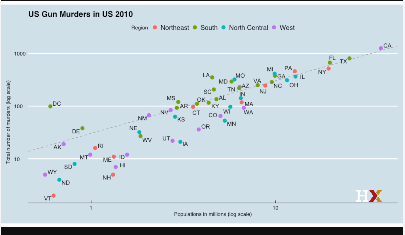 US Gun Murders in US 2010
Region Northeast South North Central West
Total number of murders (log scale)
1000
100
10
CA
FL TX
LA MO MI PA NY
MD GA IL
SC TN VA NC OH
AZ NJ
MS AL IN
AR OK KY MA
CT WI WA
DC NM NV CO
KS MN
DE NE OR
WV
AK RI UT IA
MT ME ID
SD HI
WY NH
ND
VT
1 10
Populations in millions (log scale)
HX